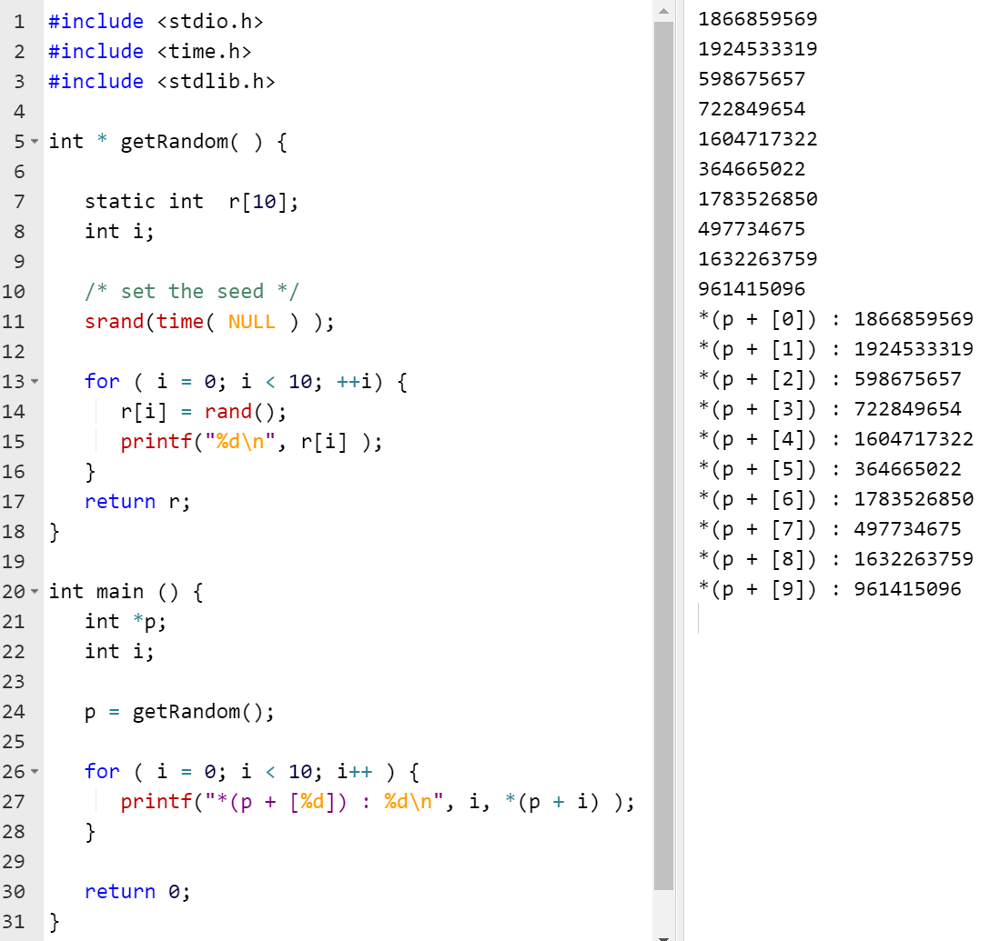 1 #include <stdio.h>
2 #include <time.h>
3 #include <stdlib.h>
4
5 int * getRandom( ) {
6
7    static int  r[10];
8    int i;
9
10    /* set the seed */
11    srand(time( NULL ) );
12
13    for ( i = 0; i < 10; ++i) {
14       r[i] = rand();
15       printf("%d\n", r[i] );
16    }
17    return r;
18 }
19
20 int main () {
21    int *p;
22    int i;
23
24    p = getRandom();
25
26    for ( i = 0; i < 10; i++ ) {
27       printf("*(p + [%d]) : %d\n", i, *(p + i) );
28    }
29
30    return 0;
31 }
1866859569
1924533319
598675657
722849654
1604717322
364665022
1783526850
497734675
1632263759
961415096
*(p + [0]) : 1866859569
*(p + [1]) : 1924533319
*(p + [2]) : 598675657
*(p + [3]) : 722849654
*(p + [4]) : 1604717322
*(p + [5]) : 364665022
*(p + [6]) : 1783526850
*(p + [7]) : 497734675
*(p + [8]) : 1632263759
*(p + [9]) : 961415096